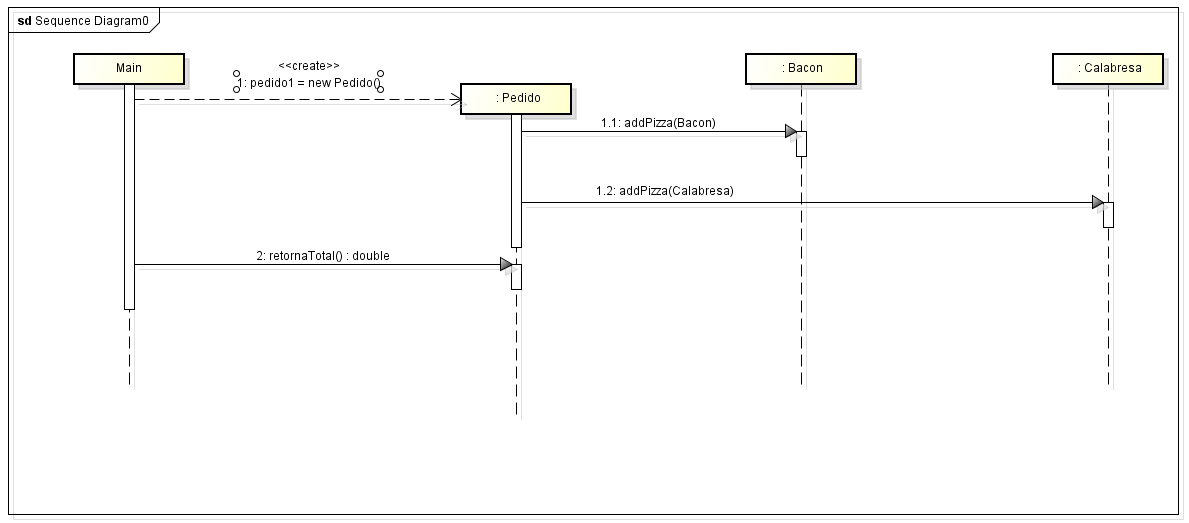 sd Sequence Diagram0
Main
<<create>>
1: pedido1 = new Pedido()
: Pedido
: Bacon
: Calabresa
1.1: addPizza(Bacon)
1.2: addPizza(Calabresa)
2: retornaTotal() : double